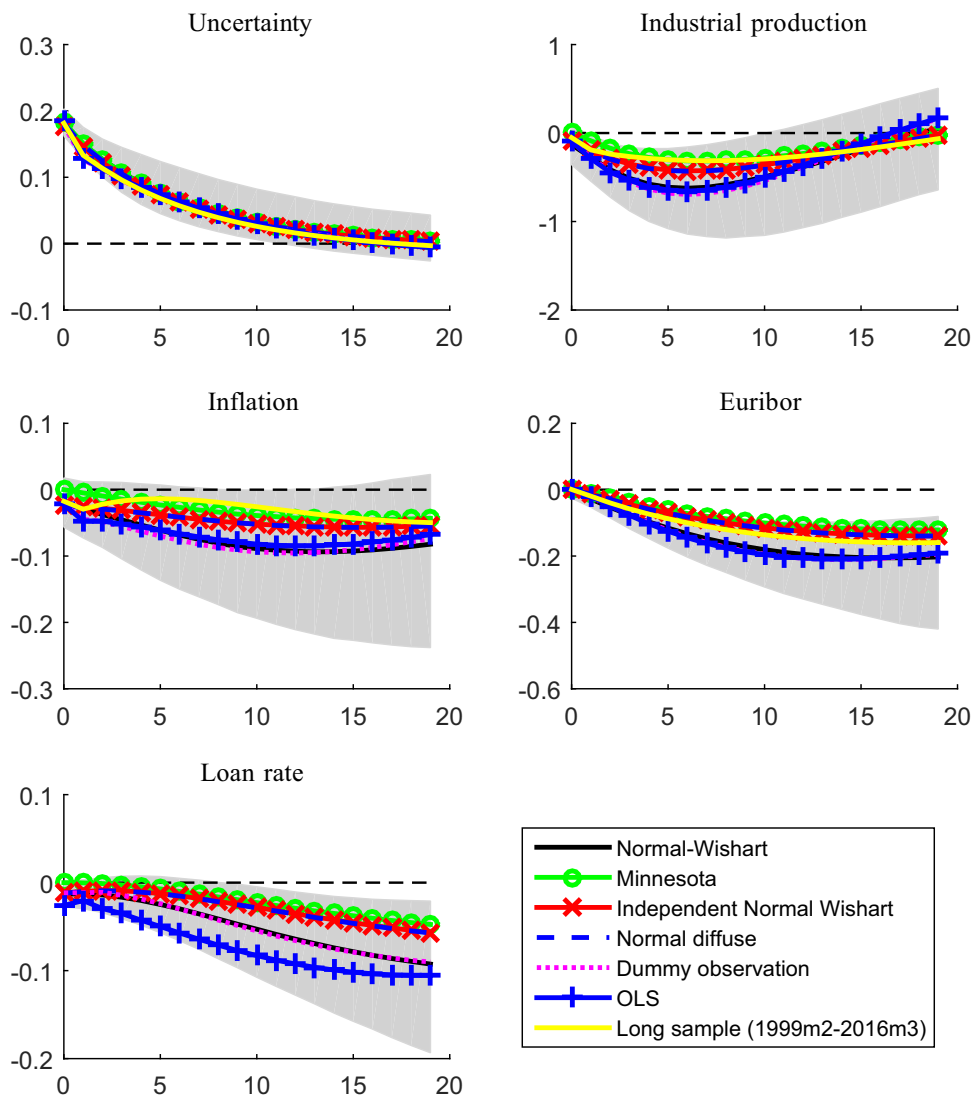 Uncertainty
0.3
0.2
0.1
0
-0.1
0 5 10 15 20
Industrial production
1
0
-1
-2
0 5 10 15 20
Inflation
0.1
0
-0.1
-0.2
-0.3
0 5 10 15 20
Euribor
0.2
0
-0.2
-0.4
-0.6
0 5 10 15 20
Loan rate
0.1
0
-0.1
-0.2
0 5 10 15 20
Normal-Wishart
Minnesota
Independent Normal Wishart
Normal diffuse
Dummy observation
OLS
Long sample (1999m2-2016m3)